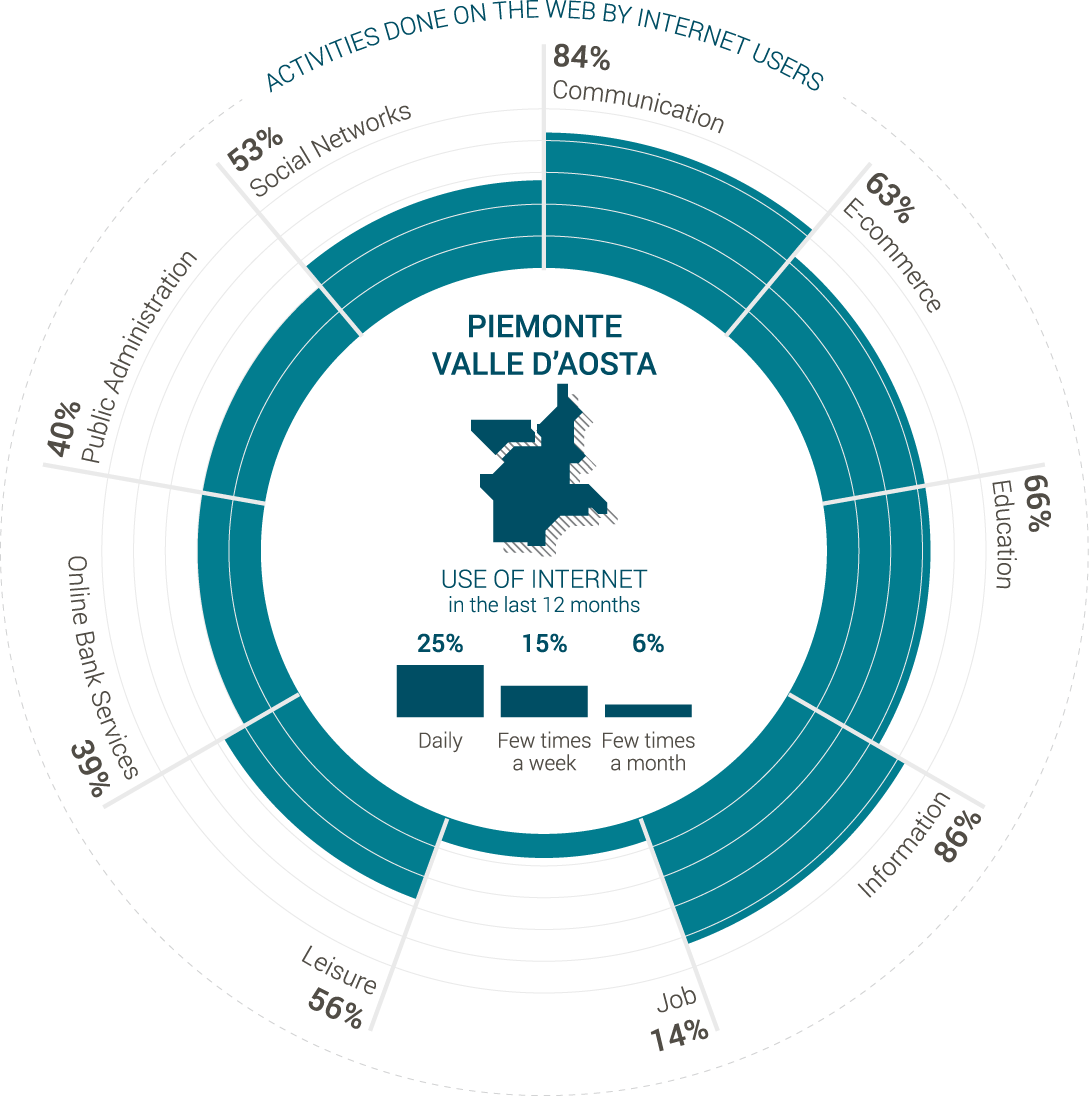 ACTIVITIES DONE ON THE WEB BY INTERNET USERS
84%
Communication
63%
E-commerce
66%
Education
Information
86%
Job
14%
Leisure
56%
Online Bank Services
39%
40%
Public Administration
53%
Social Networks
PIEMONTE
VALLE D’AOSTA
USE OF INTERNET
in the last 12 months
25% 15% 6%
Daily Few times Few times
a week a month